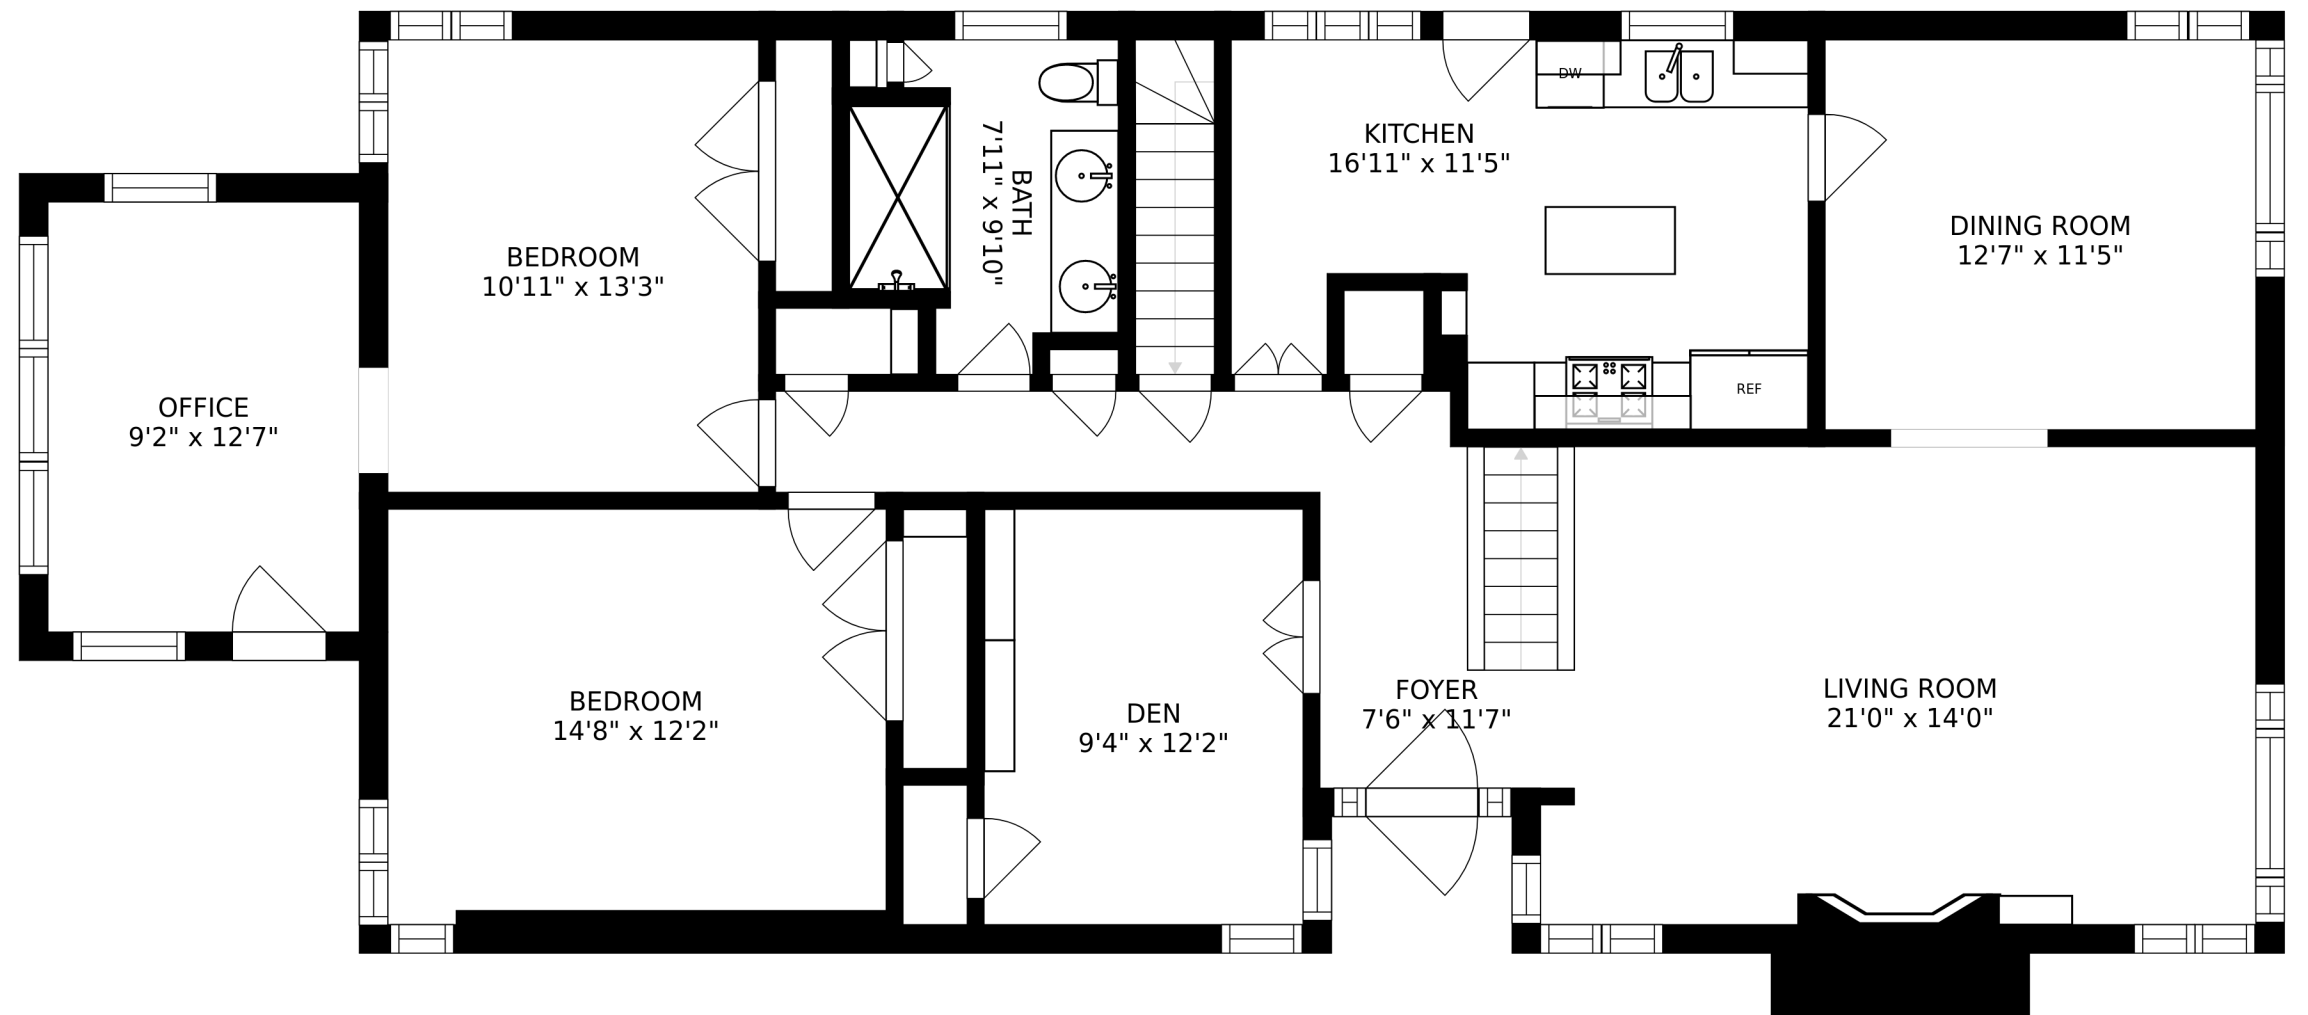 DW
KITCHEN
16'11" x 11'5"
BATH
7'11" x 9'10"
DINING ROOM
12'7" x 11'5"
BEDROOM
10'11" x 13'3"
REF
OFFICE
9'2" x 12'7"
BEDROOM
14'8" x 12'2"
DEN
9'4" x 12'2"
FOYER
7'6" x 11'7"
LIVING ROOM
21'0" x 14'0"